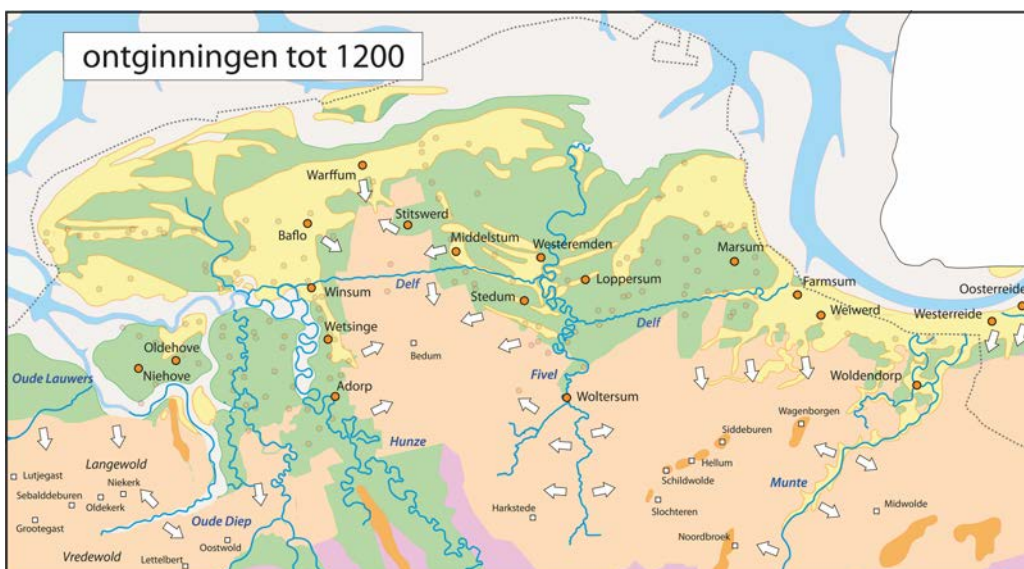 ontginningen tot 1200
Warffum
Stitswerd
Baflo
Middelstum
Westeremden
Marsum
Loppersum
Farmsum
Delf
Winsum
Stedum
Oosterreide
Welwerd
Westerreide
Delf
Wetsinge
Oldehove
Bedum
Niehove
Oude Lauwers
Fivel
Woldendorp
Adorp
Woltersum
Wagenborgen
Hunze
Siddeburen
Langewold
Hellum
Lutjegast
Schildwolde
Munte
Niekerk
Sebaldeburen
Oldekerk
Slochteren
Midwolde
Harkstede
Grootegast
Oude Diep
Oostwold
Noordbroek
Vredewold
Lettelbert